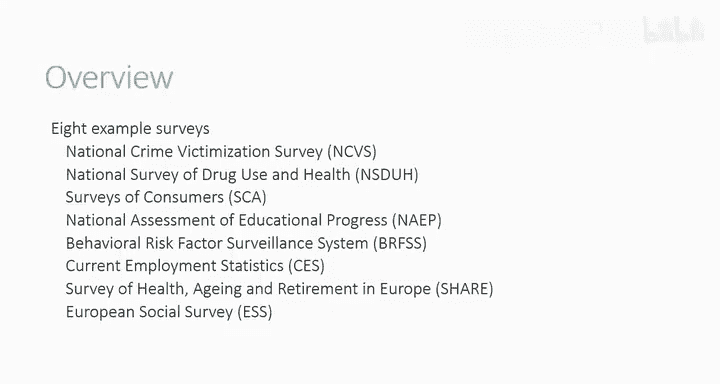 Overview
Eight example surveys
National Crime Victimization Survey (NCVS)
National Survey of Drug Use and Health (NSDUH)
Surveys of Consumers (SCA)
National Assessment of Educational Progress (NAEP)
Behavioral Risk Factor Surveillance System (BRFSS)
Current Employment Statistics (CES)
Survey of Health, Ageing and Retirement in Europe (SHARE)
European Social Survey (ESS)